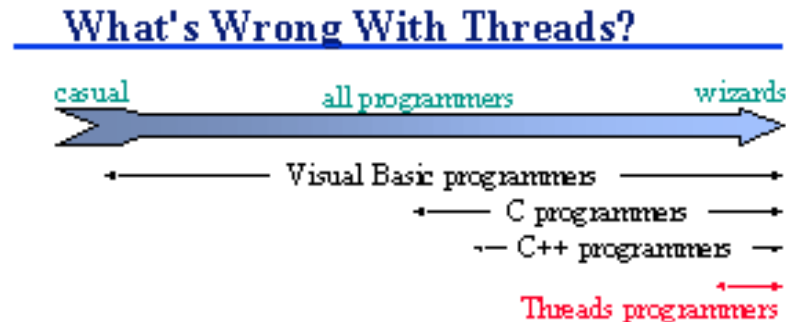 What's Wrong With Threads?
casual all programmers wizards
Visual Basic programmers
C programmers
C++ programmers
Threads programmers